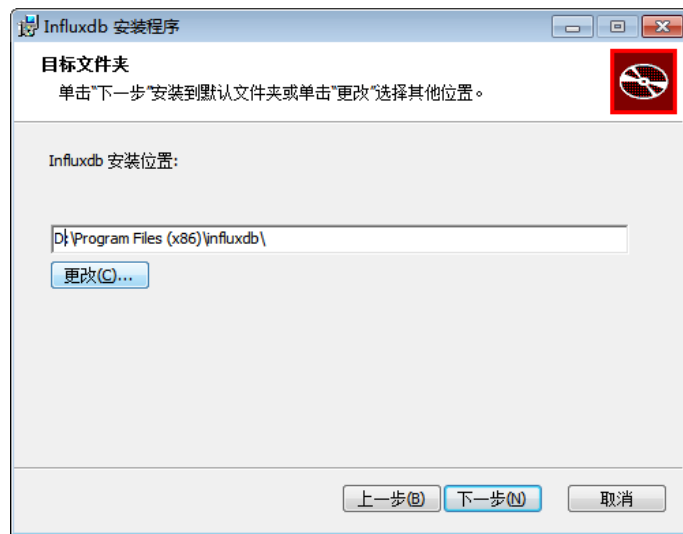 Influxdb 安装程序
目标文件夹
单击"下一步"安装到默认文件夹或单击"更改"选择其他位置。
Influxdb 安装位置:
D:\Program Files (x86)\influxdb\
更改(C)...
上一步(B) 下一步(N) 取消